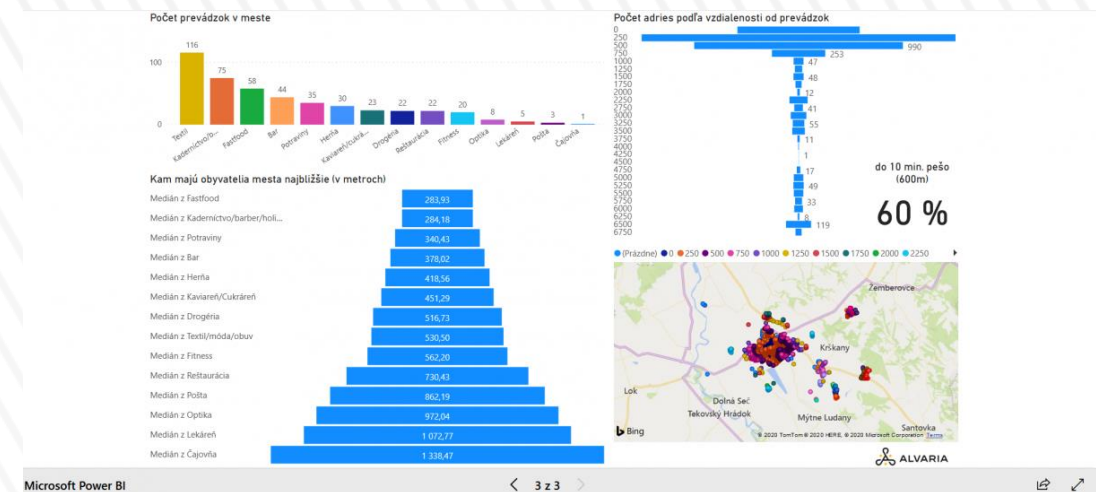 Počet prevádzok v meste
116
100
75
58
44
35
30
23
22
22
20
8
5
3
1
0
Textil
Kaderníctvo/b...
Fastfood
Bar
Potraviny
Herňa
Kaviareň/cukrá...
Drogéria
Reštaurácia
Fitness
Optika
Lekáreň
Pošta
Čajovňa
Kam majú obyvatelia mesta najbližšie (v metroch)
Medián z Fastfood 283,93
Medián z Kaderníctvo/barber/holi... 284,18
Medián z Potraviny 340,43
Medián z Bar 378,02
Medián z Herňa 418,56
Medián z Kaviareň/Cukráreň 451,29
Medián z Drogéria 516,73
Medián z Textil/móda/obuv 530,50
Medián z Fitness 562,20
Medián z Reštaurácia 730,43
Medián z Pošta 862,19
Medián z Optika 972,04
Medián z Lekáreň 1 072,77
Medián z Čajovňa 1 338,47
Počet adries podľa vzdialenosti od prevádzok
0
250
500 990
750 253
1000 47
1250
1500 48
1750
2000 12
2250
2500
2750 41
3000
3250 55
3500
3750 11
4000
4250 1
4500
4750 17
5000
5250 49
5500
5750 33
6000
6250 8
6500 119
6750
do 10 min. pešo
(600m)
60 %
(Prázdne) 0 250 500 750 1000 1250 1500 1750 2000 2250
Žemberovce
Krškany
Lok
Dolná Seč
Tekovský Hrádok
Mýtne Ludany
Santovka
Bing
© 2020 TomTom © 2020 HERE, © 2020 Microsoft Corporation Terms
ALVARIA
Microsoft Power BI
3 z 3